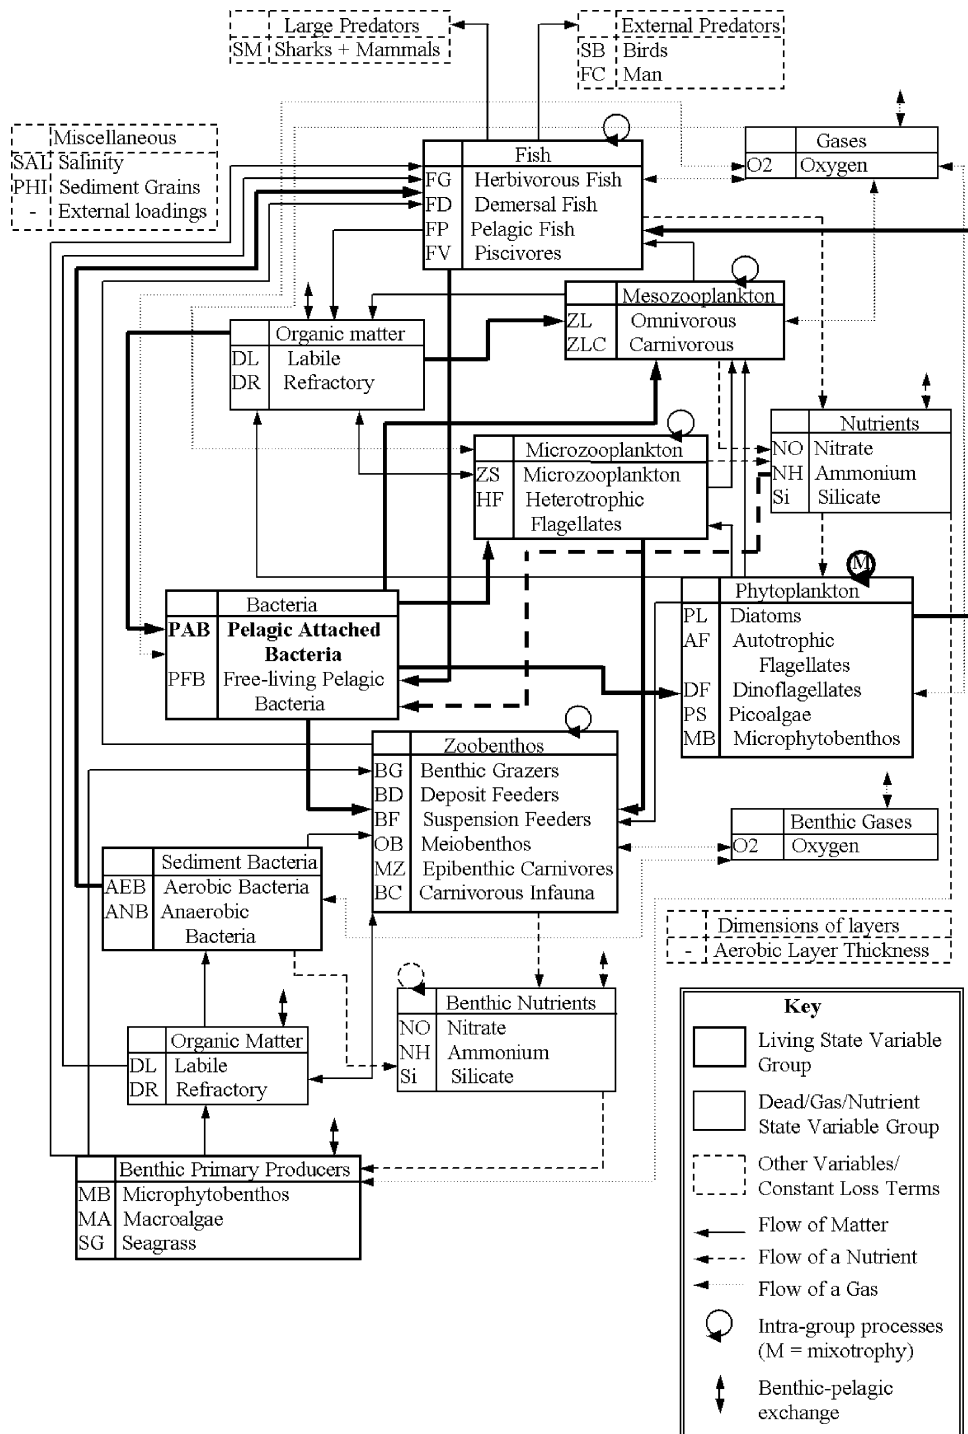 Large Predators
SM Sharks + Mammals
External Predators
SB Birds
FC Man
Miscellaneous
SAL Salinity
PHI Sediment Grains
- External loadings
Fish
FG Herbivorous Fish
FD Demersal Fish
FP Pelagic Fish
FV Piscivores
Gases
O2 Oxygen
Mesozooplankton
ZL Omnivorous
ZLC Carnivorous
Organic matter
DL Labile
DR Refractory
Nutrients
NO Nitrate
NH Ammonium
Si Silicate
Microzooplankton
ZS Microzooplankton
HF Heterotrophic
Flagellates
M
Phytoplankton
PL Diatoms
AF Autotrophic
Flagellates
DF Dinoflagellates
PS Picoalgae
MB Microphytobenthos
Bacteria
PAB Pelagic Attached
Bacteria
PFB Free-living Pelagic
Bacteria
Zoobenthos
BG Benthic Grazers
BD Deposit Feeders
BF Suspension Feeders
OB Meiobenthos
MZ Epibenthic Carnivores
BC Carnivorous Infauna
Benthic Gases
O2 Oxygen
Sediment Bacteria
AEB Aerobic Bacteria
ANB Anaerobic
Bacteria
Dimensions of layers
- Aerobic Layer Thickness
Benthic Nutrients
NO Nitrate
NH Ammonium
Si Silicate
Organic Matter
DL Labile
DR Refractory
Benthic Primary Producers
MB Microphytobenthos
MA Macroalgae
SG Seagrass
Key
Living State Variable
Group
Dead/Gas/Nutrient
State Variable Group
Other Variables/
Constant Loss Terms
Flow of Matter
Flow of a Nutrient
Flow of a Gas
Intra-group processes
(M = mixotrophy)
Benthic-pelagic
exchange